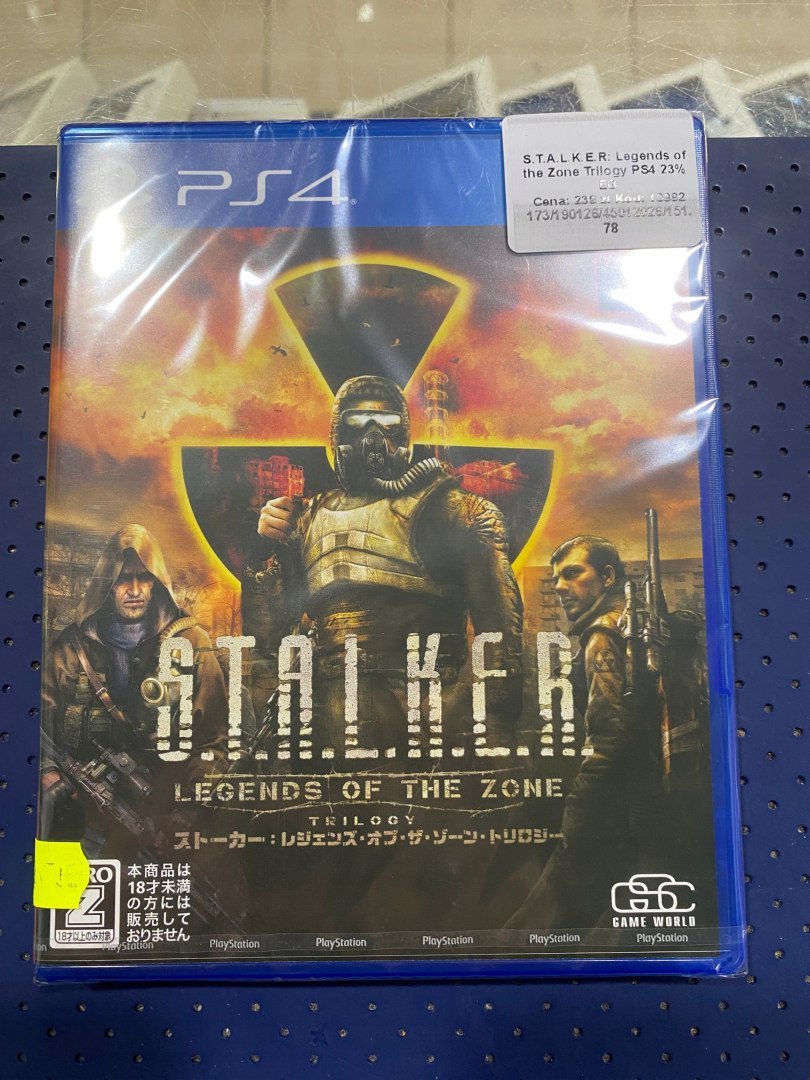 PS4
S.T.A.L.K.E.R: Legends of
the Zone Trilogy PS4 23%
Cena: 239 zł Kod:
78
S.T.A.L.K.E.R.
LEGENDS OF THE ZONE
TRILOGY
ストーカー:レジェンズ・オブ・ザ・ゾーン・トリロジー
Z
18才以上のみ対象
本商品は
18才未満
の方には
販売して
おりません
GSC
GAME WORLD
PlayStation PlayStation PlayStation PlayStation PlayStation